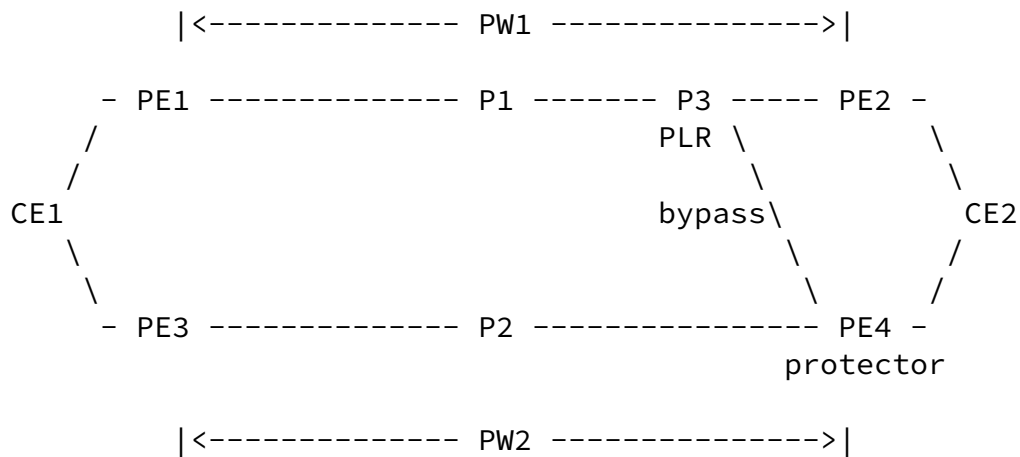 |<-------------- PW1 --------------->|
- PE1 -------------- P1 ------- P3 ----- PE2 -
/ PLR \ \
/ \ \
CE1 bypass\ CE2
\ \ /
\ \ /
- PE3 -------------- P2 ---------------- PE4 -
protector
|<-------------- PW2 --------------->|